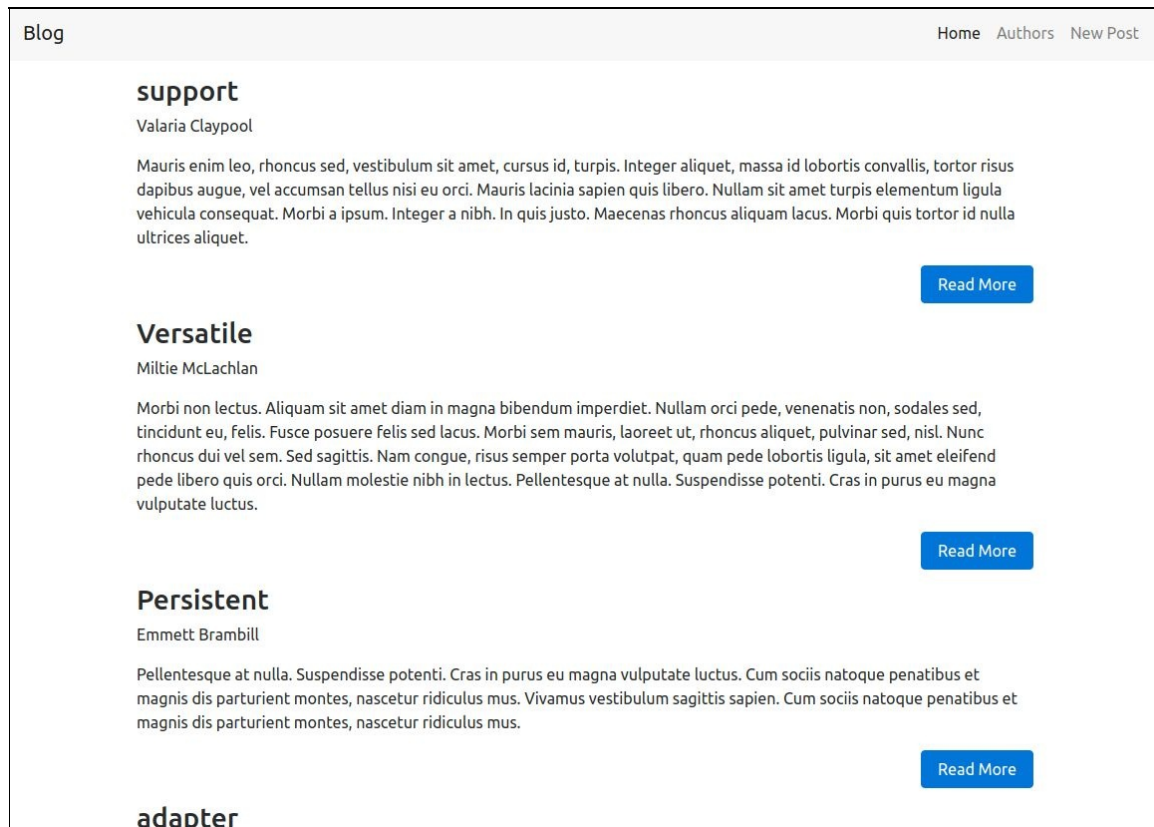 Blog
Home Authors New Post
support
Valaria Claypool
Mauris enim leo, rhoncus sed, vestibulum sit amet, cursus id, turpis. Integer aliquet, massa id lobortis convallis, tortor risus
dapibus augue, vel accumsan tellus nisi eu orci. Mauris lacinia sapien quis libero. Nullam sit amet turpis elementum ligula
vehicula consequat. Morbi a ipsum. Integer a nibh. In quis justo. Maecenas rhoncus aliquam lacus. Morbi quis tortor id nulla
ultrices aliquet.
Read More
Versatile
Miltie McLachlan
Morbi non lectus. Aliquam sit amet diam in magna bibendum imperdiet. Nullam orci pede, venenatis non, sodales sed,
tincidunt eu, felis. Fusce posuere felis sed lacus. Morbi sem mauris, laoreet ut, rhoncus aliquet, pulvinar sed, nisl. Nunc
rhoncus dui vel sem. Sed sagittis. Nam congue, risus semper porta volutpat, quam pede lobortis ligula, sit amet eleifend
pede libero quis orci. Nullam molestie nibh in lectus. Pellentesque at nulla. Suspendisse potenti. Cras in purus eu magna
vulputate luctus.
Read More
Persistent
Emmett Brambill
Pellentesque at nulla. Suspendisse potenti. Cras in purus eu magna vulputate luctus. Cum sociis natoque penatibus et
magnis dis parturient montes, nascetur ridiculus mus. Vivamus vestibulum sagittis sapien. Cum sociis natoque penatibus et
magnis dis parturient montes, nascetur ridiculus mus.
Read More
adapter